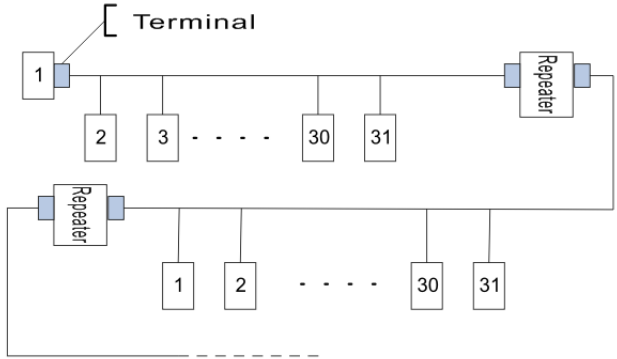 Terminal
1
Repeater
2 3 - - - - 30 31
Repeater
1 2 - - - - 30 31